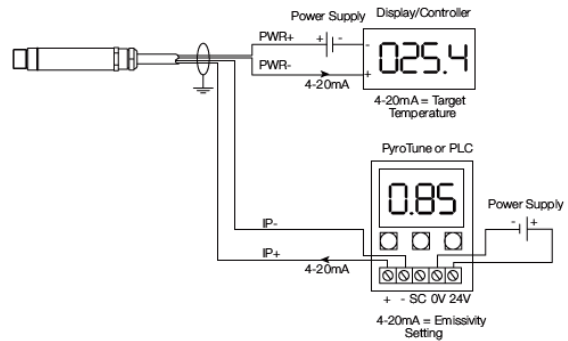 Power Supply
Display/Controller
PWR+
+ -
-
025.4
PWR-
+
4-20mA
4-20mA = Target
Temperature
PyroTune or PLC
0.85
Power Supply
- +
IP-
IP+
4-20mA
+ - SC 0V 24V
4-20mA = Emissivity
Setting